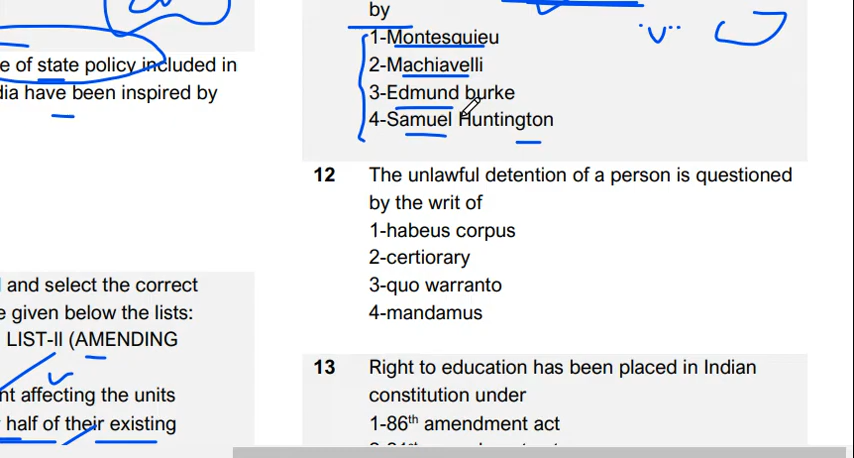 e of state policy included in
dia have been inspired by
and select the correct
e given below the lists:
LIST-II (AMENDING
nt affecting the units
half of their existing
by
1-Montesquieu
2-Machiavelli
3-Edmund burke
4-Samuel Huntington
12 The unlawful detention of a person is questioned
by the writ of
1-habeus corpus
2-certiorary
3-quo warranto
4-mandamus
13 Right to education has been placed in Indian
constitution under
1-86th amendment act